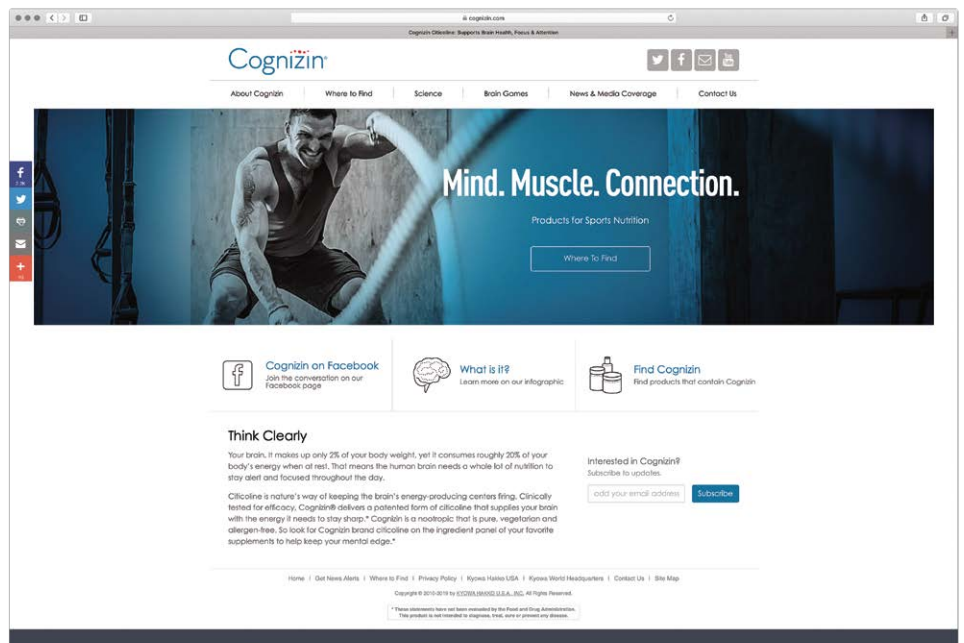 cognizin.com
Cognizin Citicoline: Supports Brain Health, Focus & Attention
Cognizin®
About Cognizin
Where to Find
Science
Brain Games
News & Media Coverage
Contact Us
Mind. Muscle. Connection.
Products for Sports Nutrition
Where To Find
Cognizin on Facebook
Join the conversation on our
Facebook page
What is it?
Learn more on our infographic
Find Cognizin
Find products that contain Cognizin
Think Clearly
Your brain. It makes up only 2% of your body weight, yet it consumes roughly 20% of your
body's energy when at rest. That means the human brain needs a whole lot of nutrition to
stay alert and focused throughout the day.
Citicoline is nature's way of keeping the brain's energy-producing centers firing. Clinically
tested for efficacy, Cognizin® delivers a patented form of citicoline that supplies your brain
with the energy it needs to stay sharp.* Cognizin is a nootropic that is pure, vegetarian and
allergen-free. So look for Cognizin brand citicoline on the ingredient panel of your favorite
supplements to help keep your mental edge.*
Interested in Cognizin?
Subscribe to updates.
add your email address
Subscribe
Home | Get News Alerts | Where to Find | Privacy Policy | Kyowa Hakko USA | Kyowa World Headquarters | Contact Us | Site Map
Copyright © 2010-2019 by KYOWA HAKKO U.S.A., INC. All Rights Reserved.
* These statements have not been evaluated by the Food and Drug Administration.
This product is not intended to diagnose, treat, cure or prevent any disease.